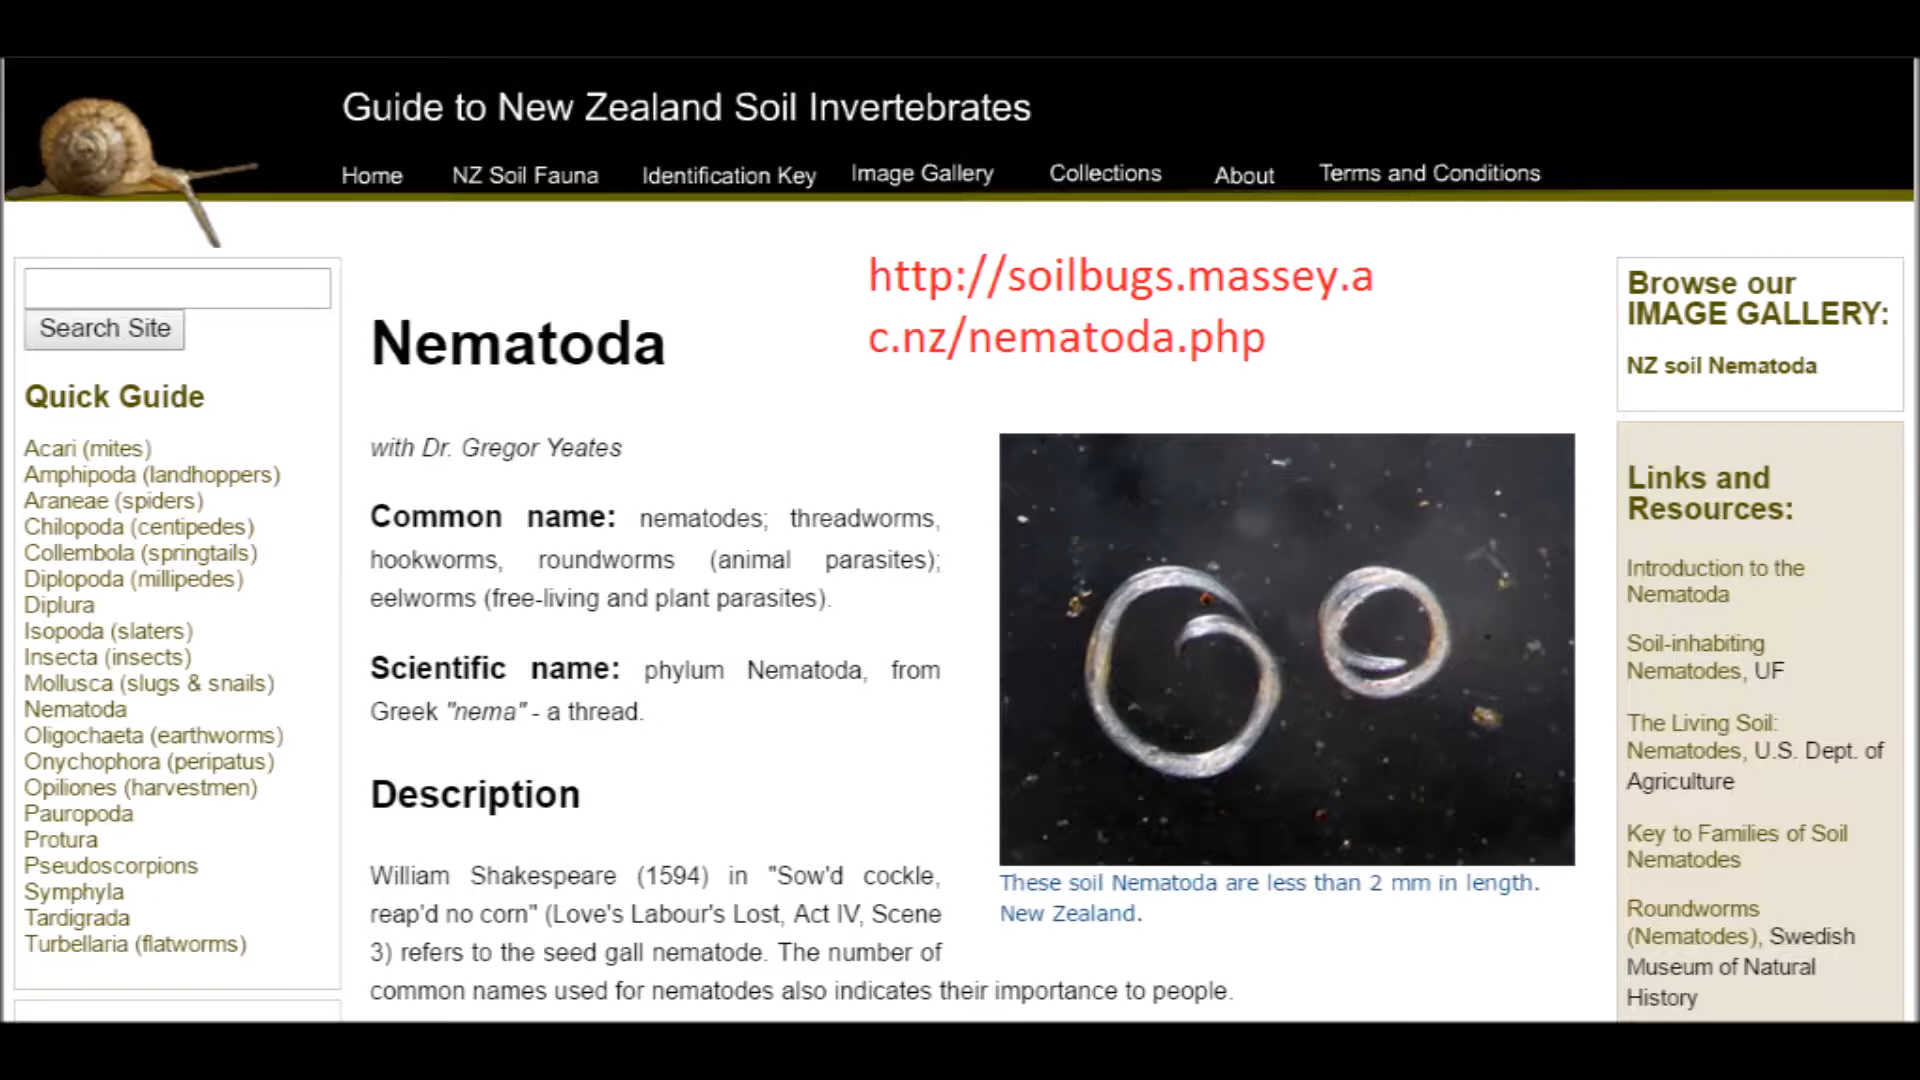 Guide to New Zealand Soil Invertebrates
Home NZ Soil Fauna Identification Key Image Gallery Collections About Terms and Conditions
Search Site
Quick Guide
Acari (mites)
Amphipoda (landhoppers)
Araneae (spiders)
Chilopoda (centipedes)
Collembola (springtails)
Diplopoda (millipedes)
Diplura
Isopoda (slaters)
Insecta (insects)
Mollusca (slugs & snails)
Nematoda
Oligochaeta (earthworms)
Onychophora (peripatus)
Opiliones (harvestmen)
Pauropoda
Protura
Pseudoscorpions
Symphyla
Tardigrada
Turbellaria (flatworms)
http://soilbugs.massey.a
c.nz/nematoda.php
Nematoda
with Dr. Gregor Yeates
Common name: nematodes; threadworms,
hookworms, roundworms (animal parasites);
eelworms (free-living and plant parasites).
Scientific name: phylum Nematoda, from
Greek "nema" - a thread.
Description
William Shakespeare (1594) in "Sow'd cockle,
reap'd no corn" (Love's Labour's Lost, Act IV, Scene
3) refers to the seed gall nematode. The number of
common names used for nematodes also indicates their importance to people.
These soil Nematoda are less than 2 mm in length.
New Zealand.
Browse our
IMAGE GALLERY:
NZ soil Nematoda
Links and
Resources:
Introduction to the
Nematoda
Soil-inhabiting
Nematodes, UF
The Living Soil:
Nematodes, U.S. Dept. of
Agriculture
Key to Families of Soil
Nematodes
Roundworms
(Nematodes), Swedish
Museum of Natural
History